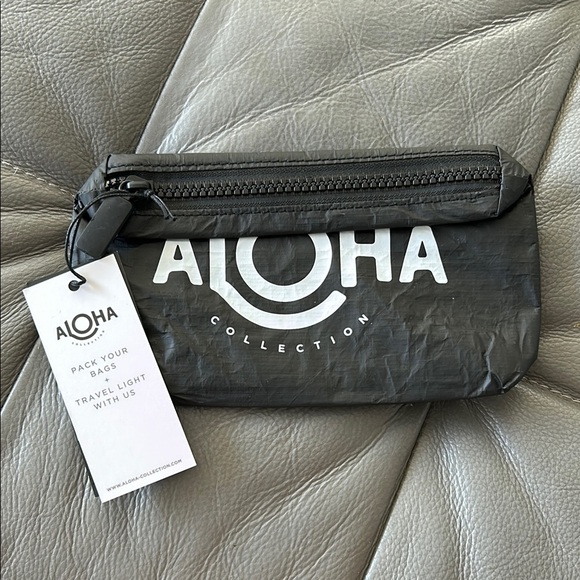 ALOHA
COLLECTION
ALOHA
COLLECTION
PACK YOUR
BAGS
+
TRAVEL LIGHT
WITH US
WWW.ALOHA-COLLECTION.COM